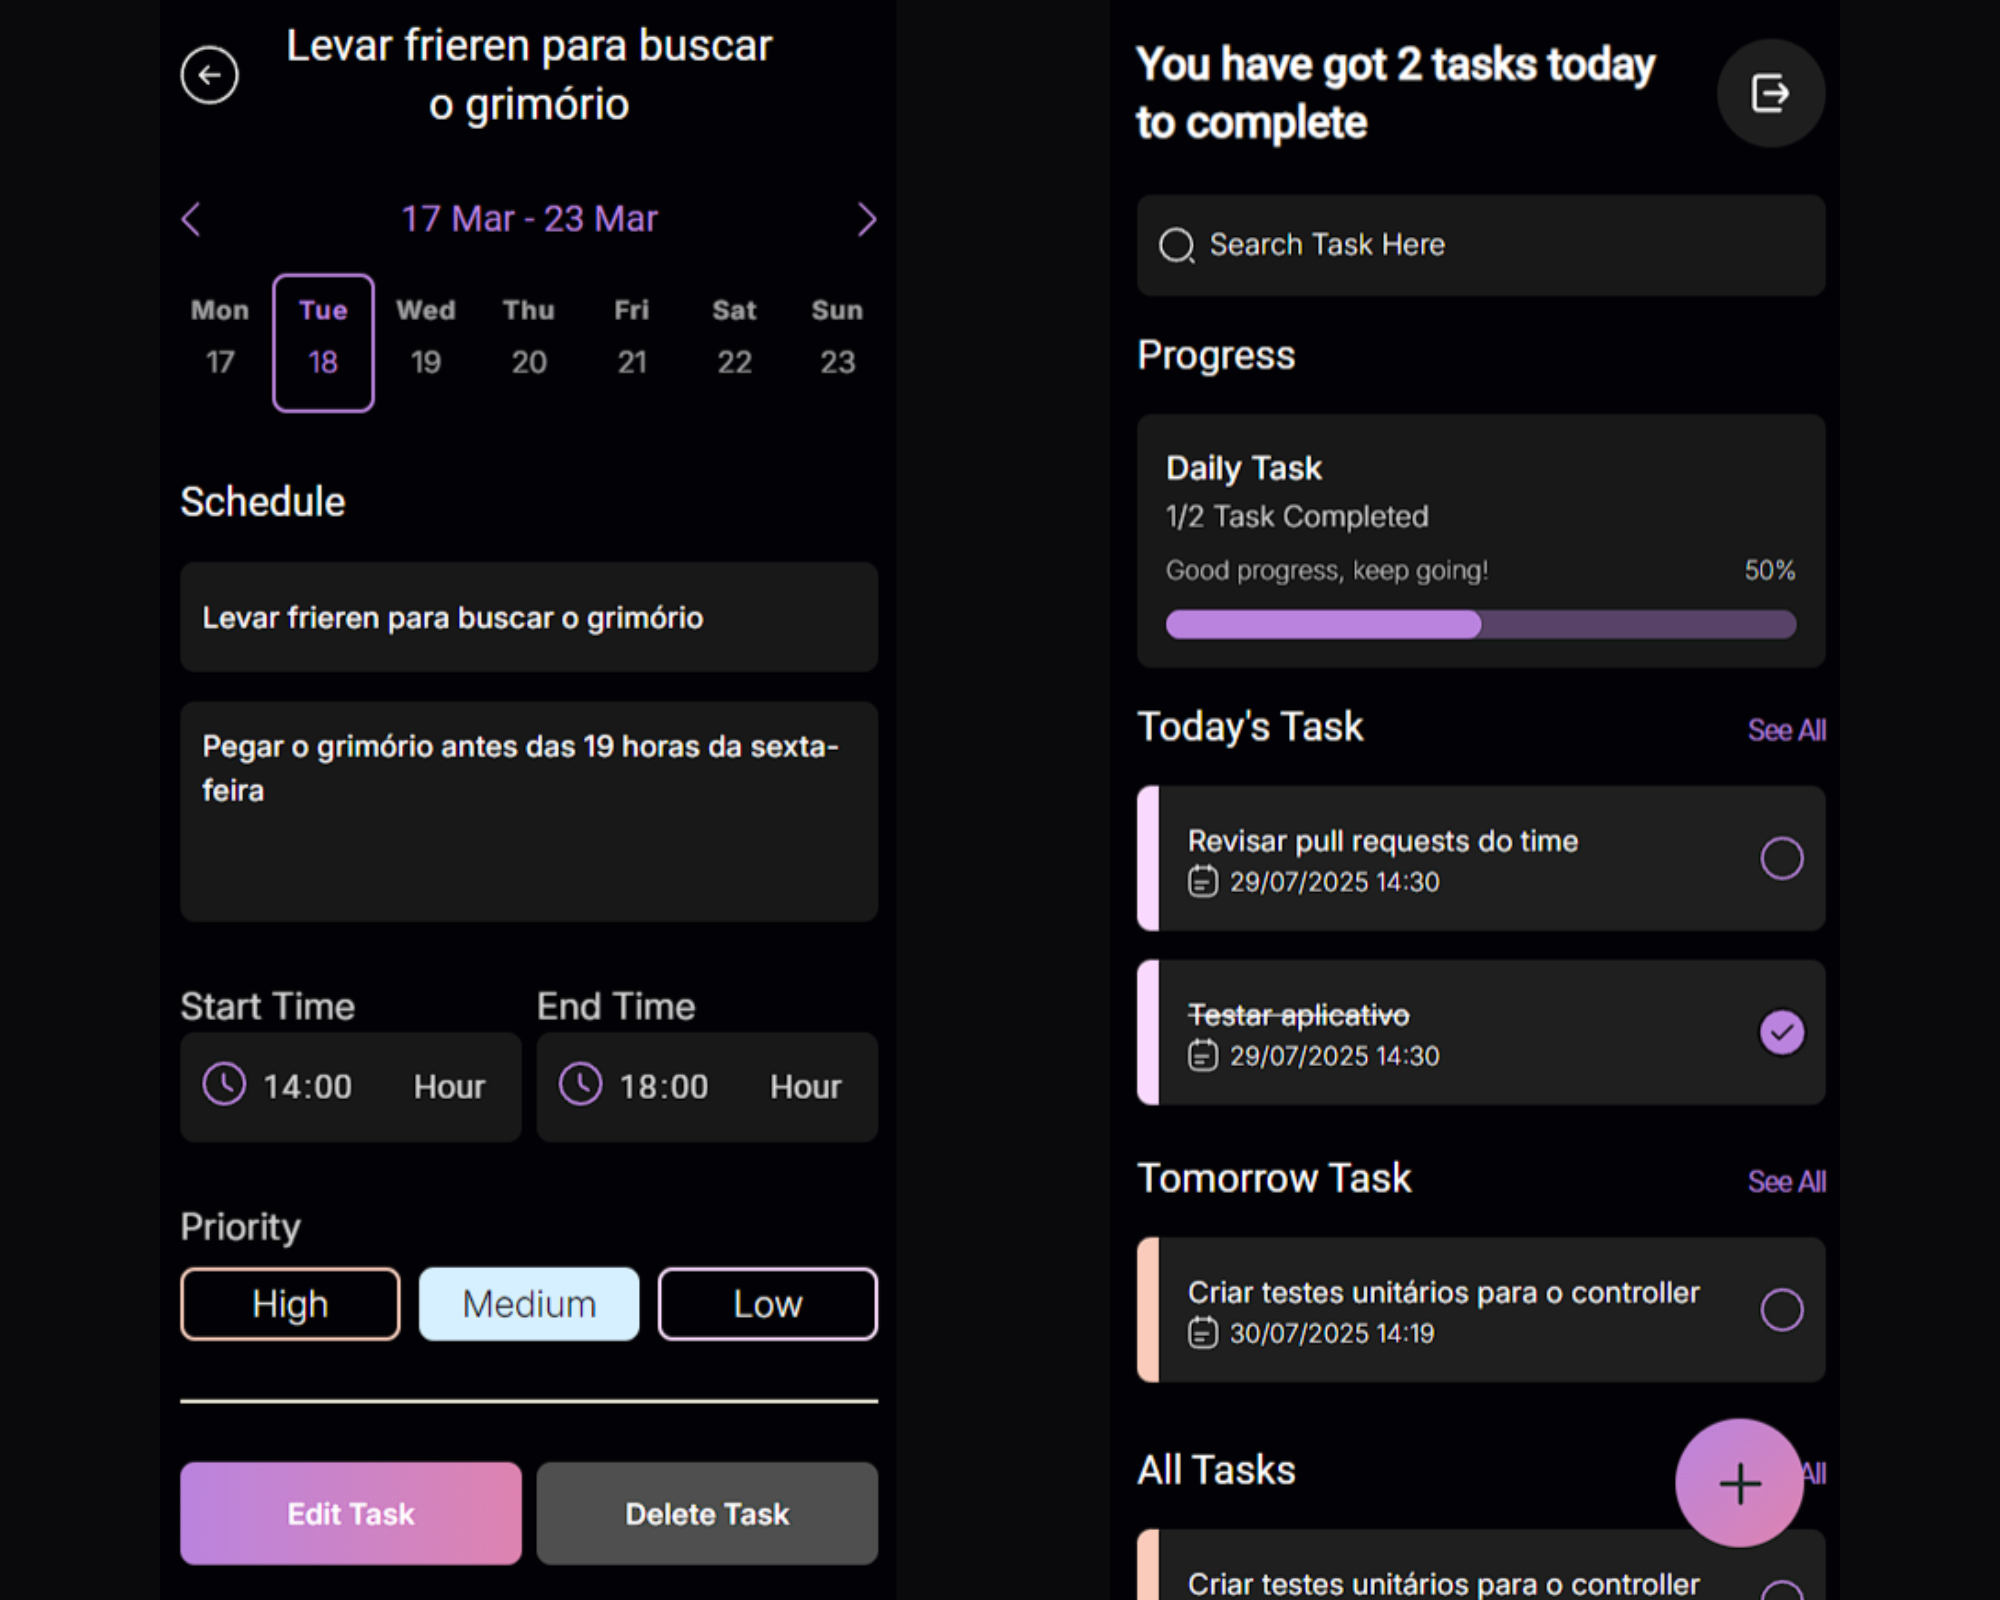 Levar frieren para buscar
o grimório
17 Mar - 23 Mar
Mon Tue Wed Thu Fri Sat Sun
17 18 19 20 21 22 23
Schedule
Levar frieren para buscar o grimório
Pegar o grimório antes das 19 horas da sexta-
feira
Start Time End Time
14:00 Hour 18:00 Hour
Priority
High Medium Low
Edit Task Delete Task
You have got 2 tasks today
to complete
Search Task Here
Progress
Daily Task
1/2 Task Completed
Good progress, keep going! 50%
Today's Task See All
Revisar pull requests do time
29/07/2025 14:30
Testar aplicativo
29/07/2025 14:30
Tomorrow Task See All
Criar testes unitários para o controller
30/07/2025 14:19
All Tasks All
Criar testes unitários para o controller